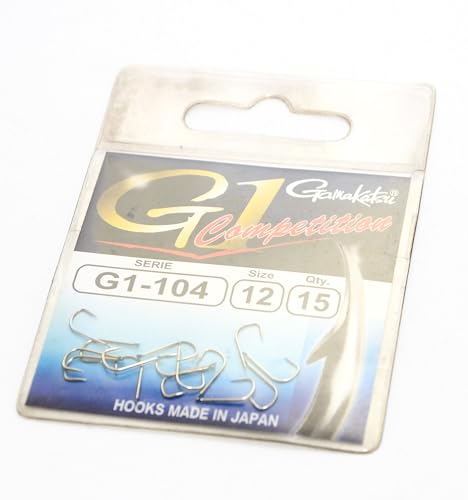 G1
Gamakatsu®
Competition
SERIE Size Qty.
G1-104 12 15
HOOKS MADE IN JAPAN